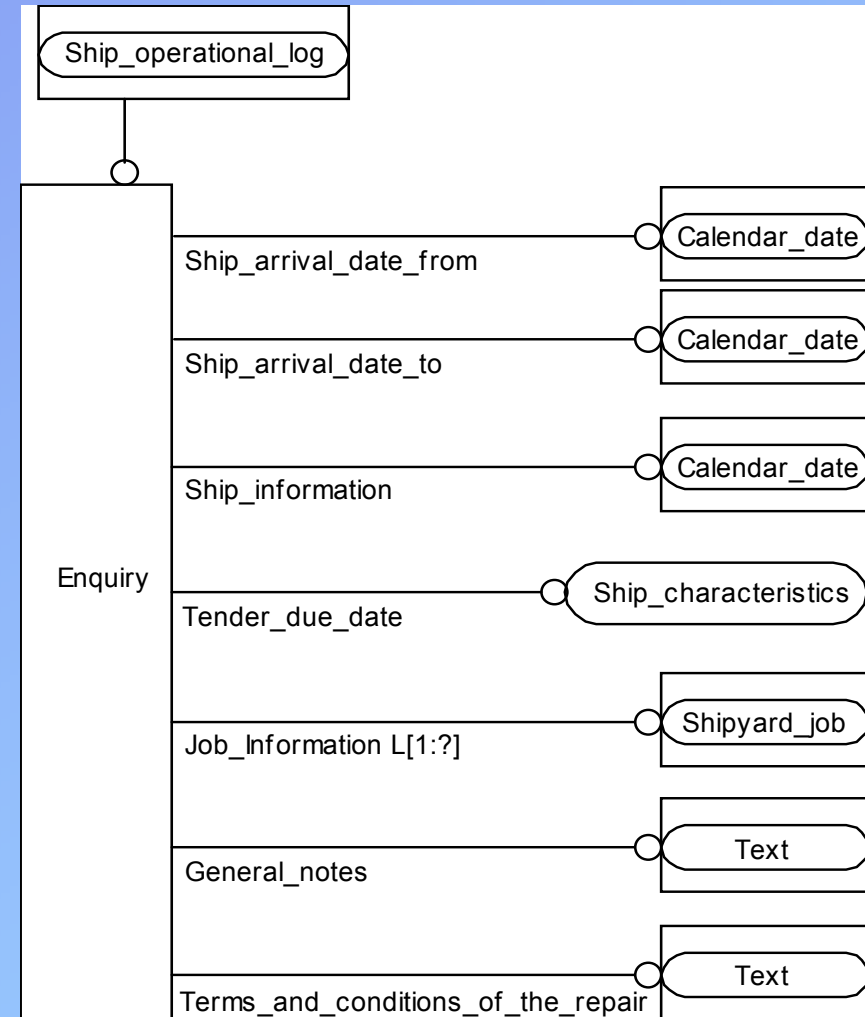 Ship_operational_log
Calendar_date
Ship_arrival_date_from
Calendar_date
Ship_arrival_date_to
Calendar_date
Ship_information
Enquiry
Ship_characteristics
Tender_due_date
Shipyard_job
Job_Information L[1:?]
Text
General_notes
Text
Terms_and_conditions_of_the_repair